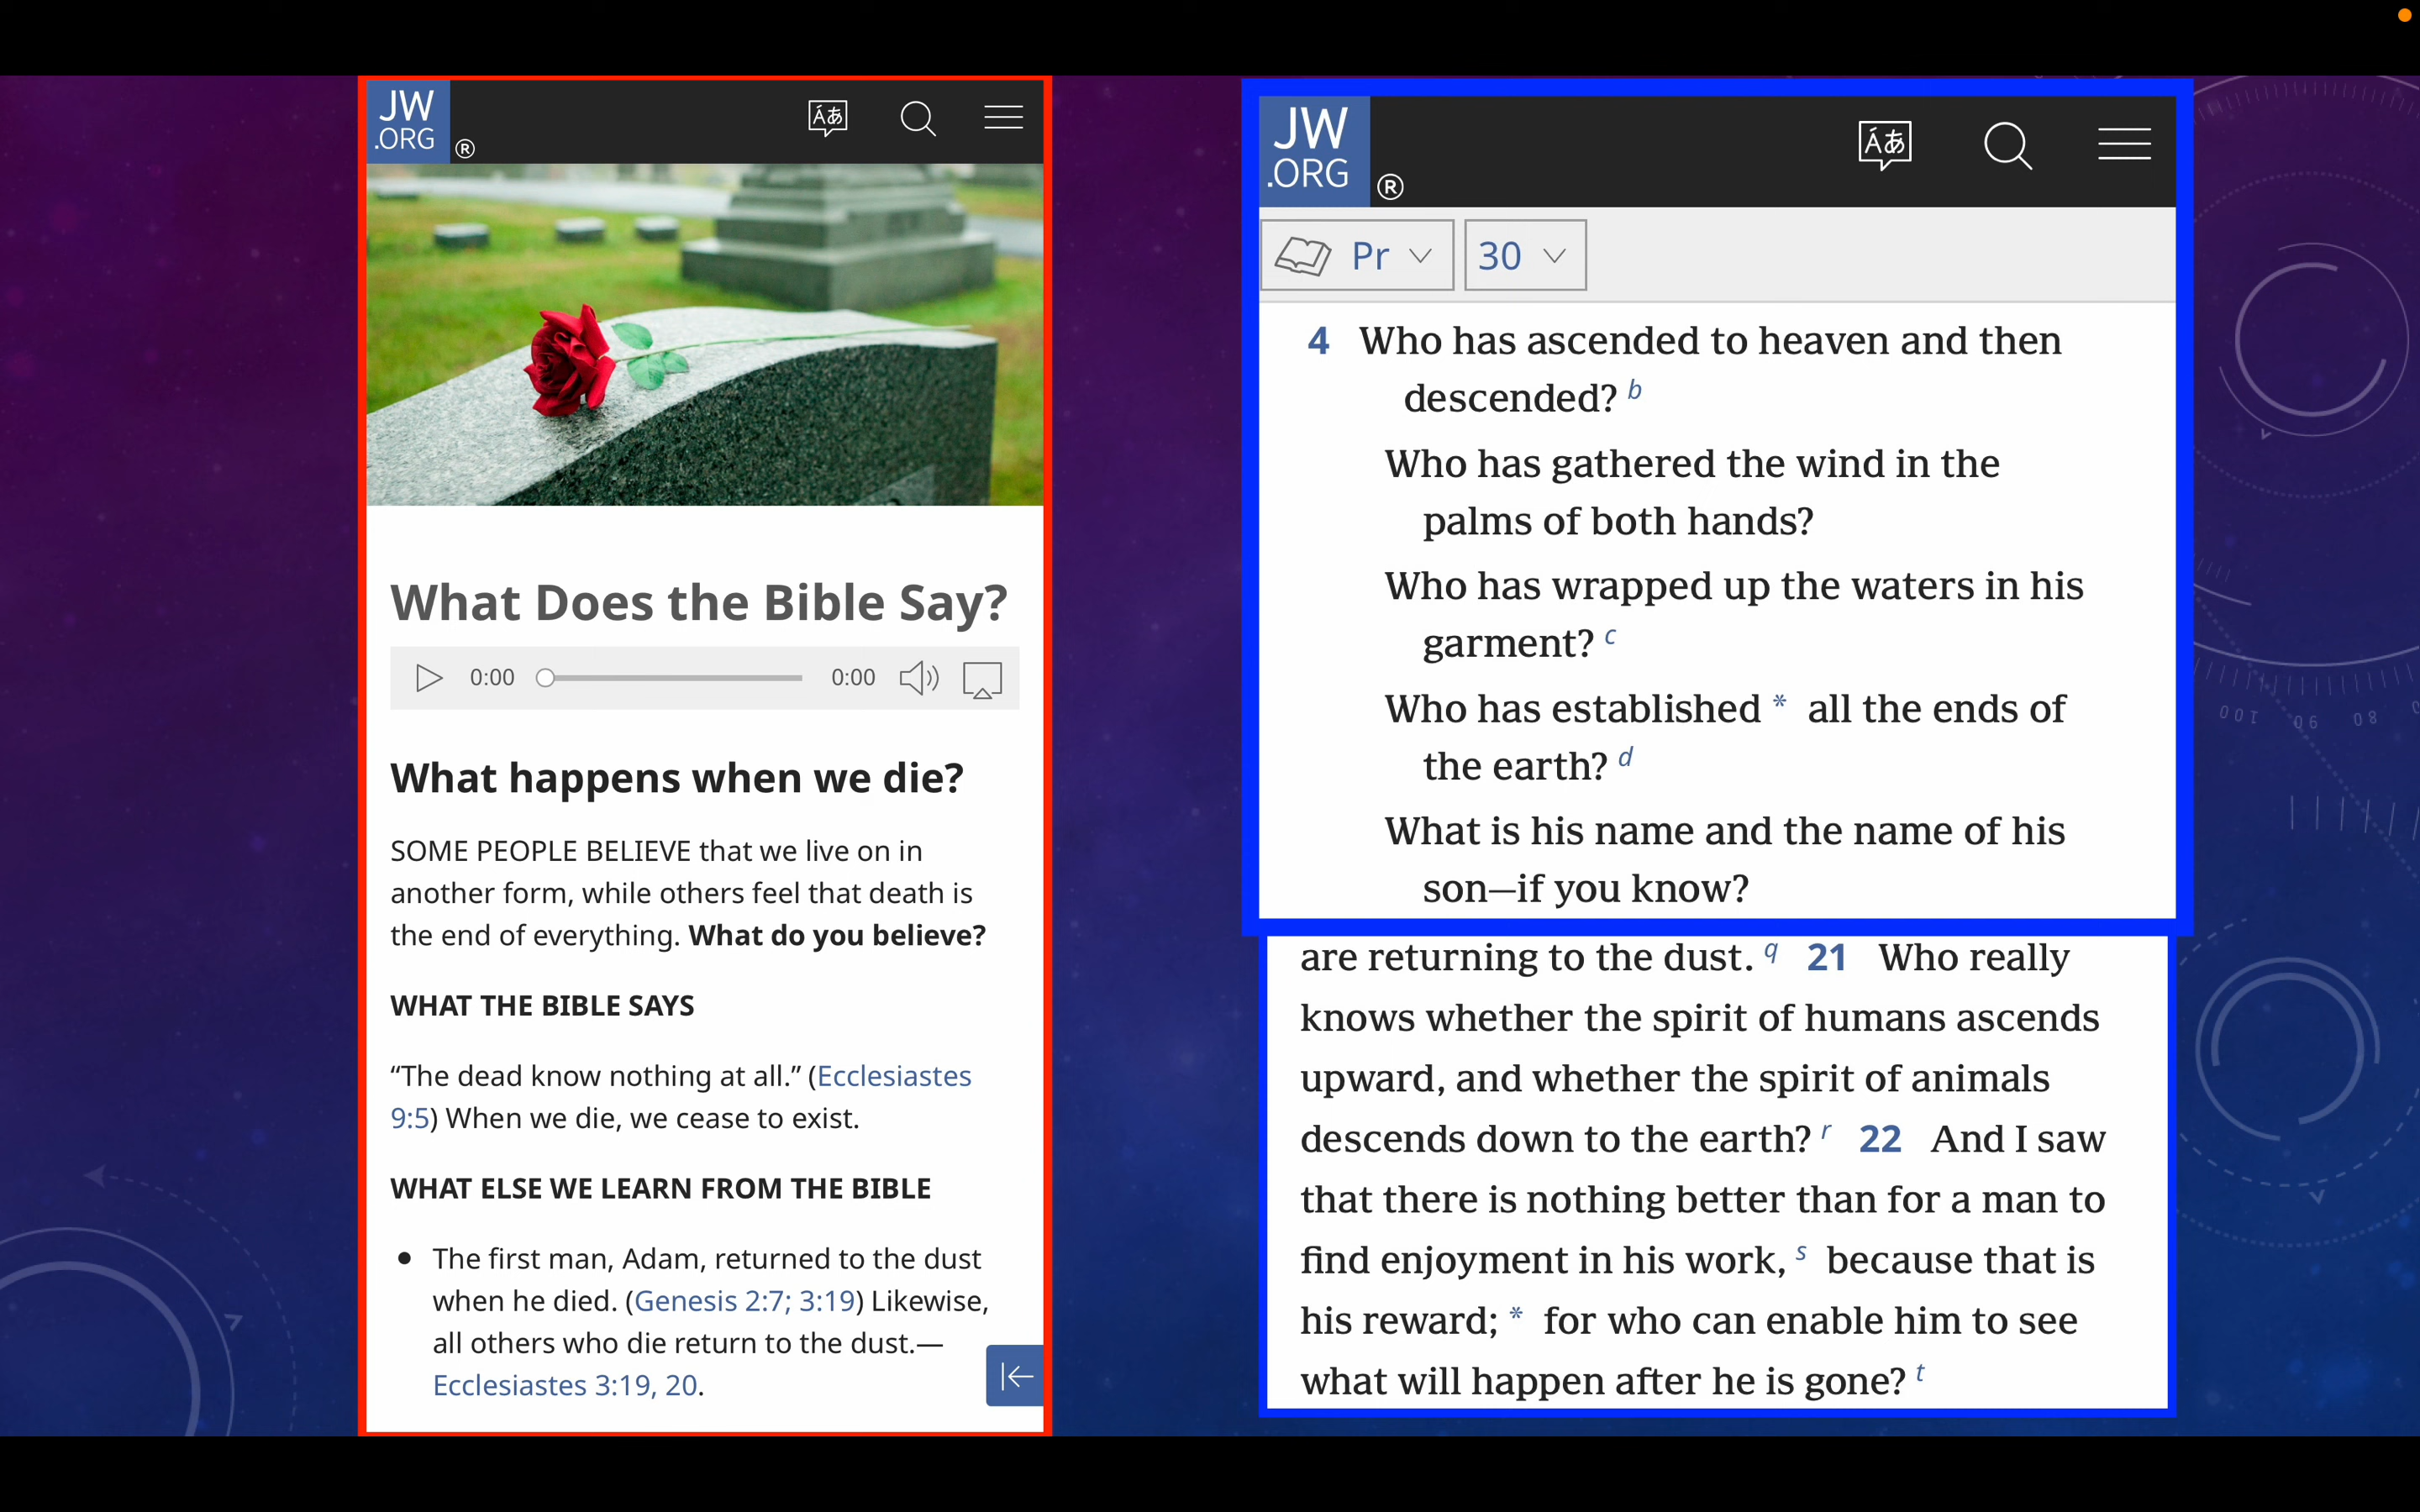 JW
.ORG
®
Áあ
What Does the Bible Say?
0:00 0:00
What happens when we die?
SOME PEOPLE BELIEVE that we live on in
another form, while others feel that death is
the end of everything. What do you believe?
WHAT THE BIBLE SAYS
“The dead know nothing at all.” (Ecclesiastes
9:5) When we die, we cease to exist.
WHAT ELSE WE LEARN FROM THE BIBLE
• The first man, Adam, returned to the dust
when he died. (Genesis 2:7; 3:19) Likewise,
all others who die return to the dust.—
Ecclesiastes 3:19, 20.
JW
.ORG
®
Áあ
Pr 30
4 Who has ascended to heaven and then
descended? b
Who has gathered the wind in the
palms of both hands?
Who has wrapped up the waters in his
garment? c
Who has established * all the ends of
the earth? d
What is his name and the name of his
son—if you know?
are returning to the dust. q 21 Who really
knows whether the spirit of humans ascends
upward, and whether the spirit of animals
descends down to the earth? r 22 And I saw
that there is nothing better than for a man to
find enjoyment in his work, s because that is
his reward; * for who can enable him to see
what will happen after he is gone? t
100 90 80